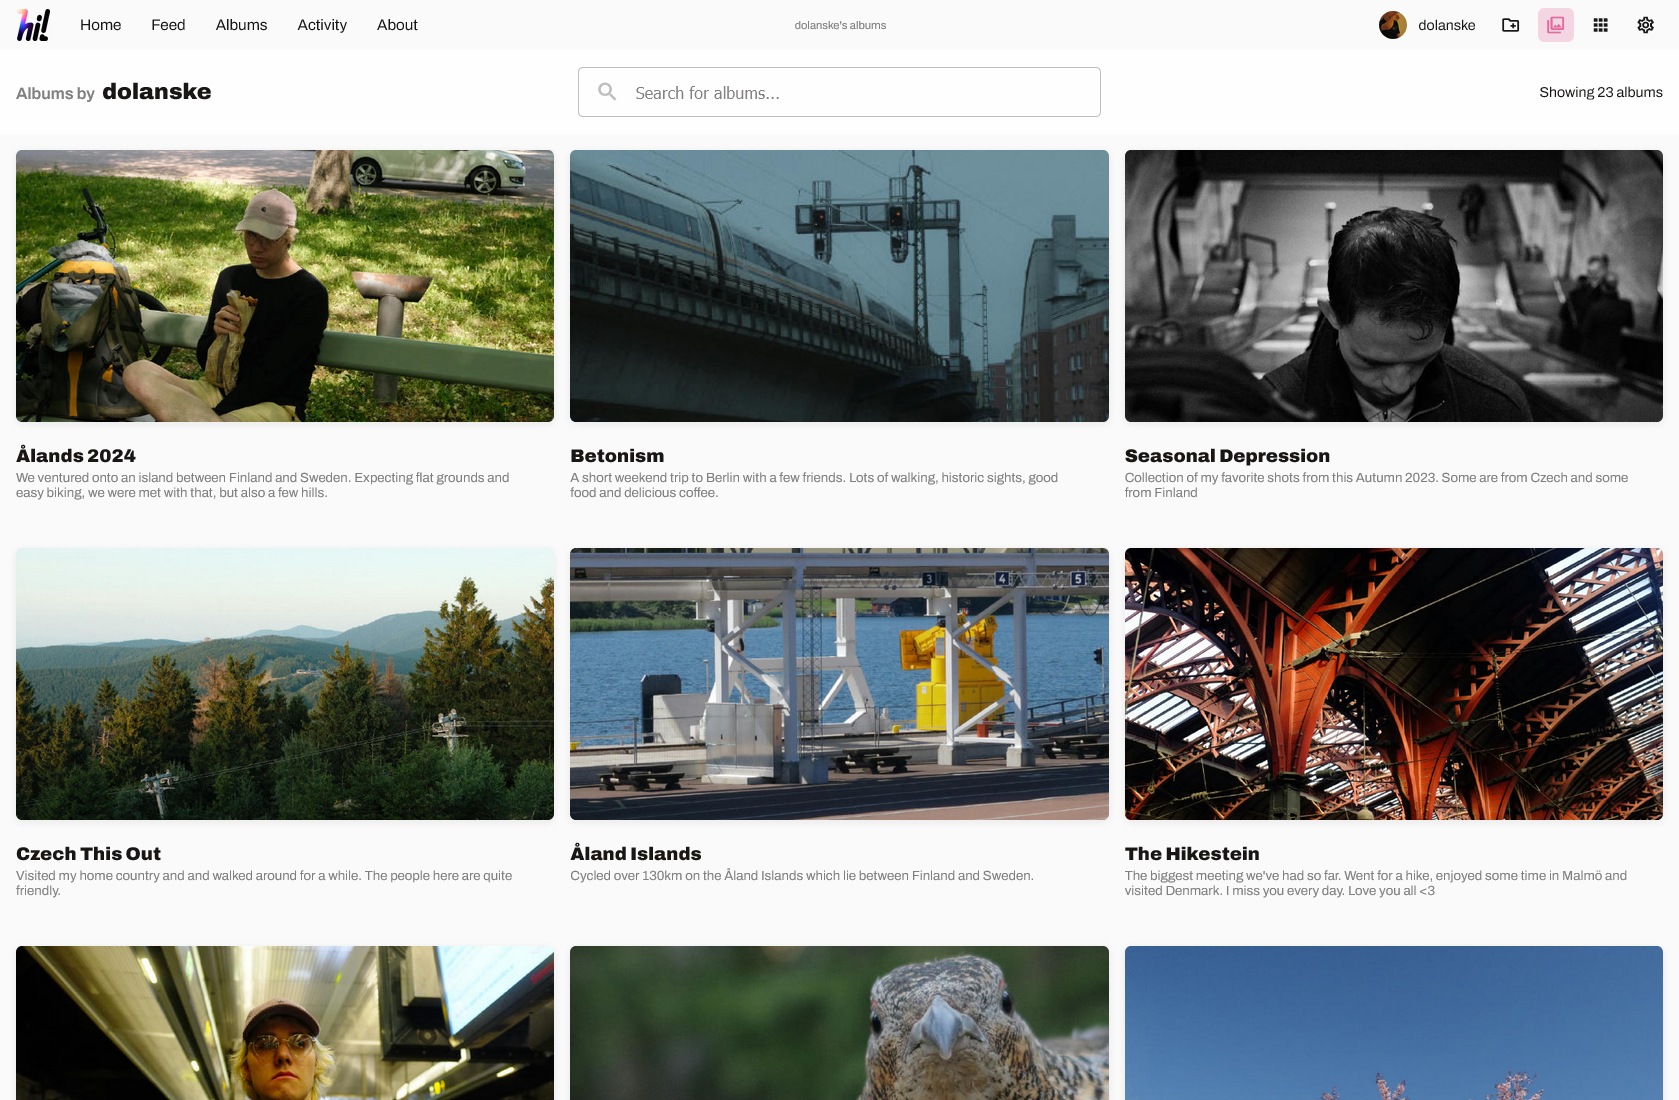 hi!
Home
Feed
Albums
Activity
About
dolanske's albums
dolanske
Albums by dolanske
Search for albums...
Showing 23 albums
Ålands 2024
We ventured onto an island between Finland and Sweden. Expecting flat grounds and
easy biking, we were met with that, but also a few hills.
Betonism
A short weekend trip to Berlin with a few friends. Lots of walking, historic sights, good
food and delicious coffee.
Seasonal Depression
Collection of my favorite shots from this Autumn 2023. Some are from Czech and some
from Finland
3
4
5
Czech This Out
Visited my home country and and walked around for a while. The people here are quite
friendly.
Åland Islands
Cycled over 130km on the Åland Islands which lie between Finland and Sweden.
The Hikestein
The biggest meeting we've had so far. Went for a hike, enjoyed some time in Malmö and
visited Denmark. I miss you every day. Love you all <3